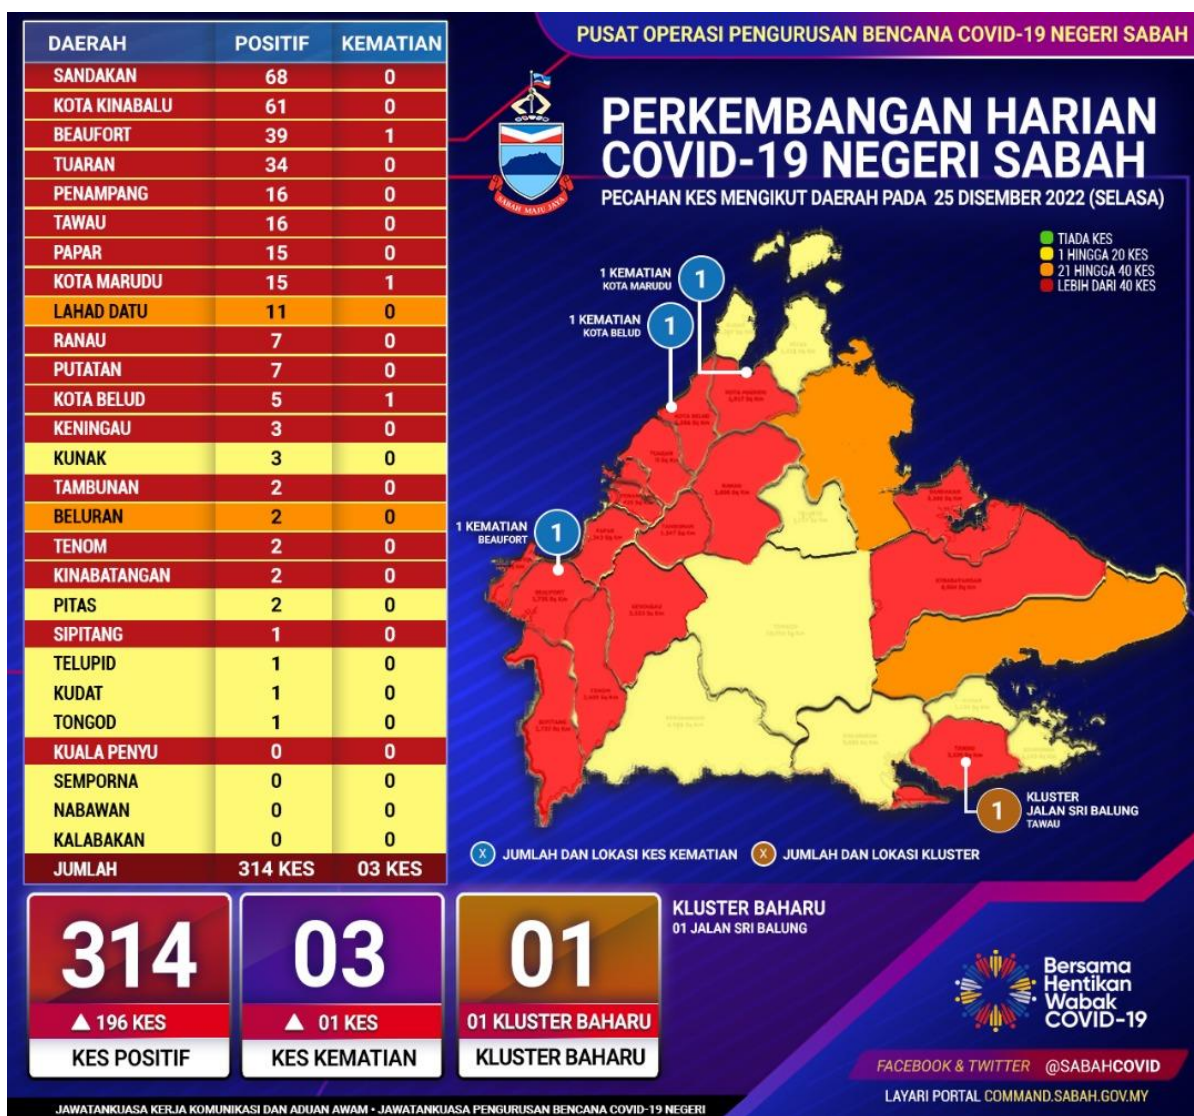 DAERAH POSITIF KEMATIAN
SANDAKAN 68 0
KOTA KINABALU 61 0
BEAUFORT 39 1
TUARAN 34 0
PENAMPANG 16 0
TAWAU 16 0
PAPAR 15 0
KOTA MARUDU 15 1
LAHAD DATU 11 0
RANAU 7 0
PUTATAN 7 0
KOTA BELUD 5 1
KENINGAU 3 0
KUNAK 3 0
TAMBUNAN 2 0
BELURAN 2 0
TENOM 2 0
KINABATANGAN 2 0
PITAS 2 0
SIPITANG 1 0
TELUPID 1 0
KUDAT 1 0
TONGOD 1 0
KUALA PENYU 0 0
SEMPORNA 0 0
NABAWAN 0 0
KALABAKAN 0 0
JUMLAH 314 KES 03 KES
PUSAT OPERASI PENGURUSAN BENCANA COVID-19 NEGERI SABAH
SABAH MAJU JAYA
PERKEMBANGAN HARIAN
COVID-19 NEGERI SABAH
PECAHAN KES MENGIKUT DAERAH PADA 25 DISEMBER 2022 (SELASA)
TIADA KES
1 HINGGA 20 KES
21 HINGGA 40 KES
LEBIH DARI 40 KES
1 KEMATIAN
KOTA MARUDU
1
1 KEMATIAN
KOTA BELUD
1
1 KEMATIAN
BEAUFORT
1
1
KLUSTER
JALAN SRI BALUNG
TAWAU
X JUMLAH DAN LOKASI KES KEMATIAN
X JUMLAH DAN LOKASI KLUSTER
314
▲ 196 KES
KES POSITIF
03
▲ 01 KES
KES KEMATIAN
01
01 KLUSTER BAHARU
KLUSTER BAHARU
KLUSTER BAHARU
01 JALAN SRI BALUNG
Bersama
Hentikan
Wabak
COVID-19
FACEBOOK & TWITTER @SABAHCOVID
LAYARI PORTAL COMMAND.SABAH.GOV.MY
JAWATANKUASA KERJA KOMUNIKASI DAN ADUAN AWAM • JAWATANKUASA PENGURUSAN BENCANA COVID-19 NEGERI